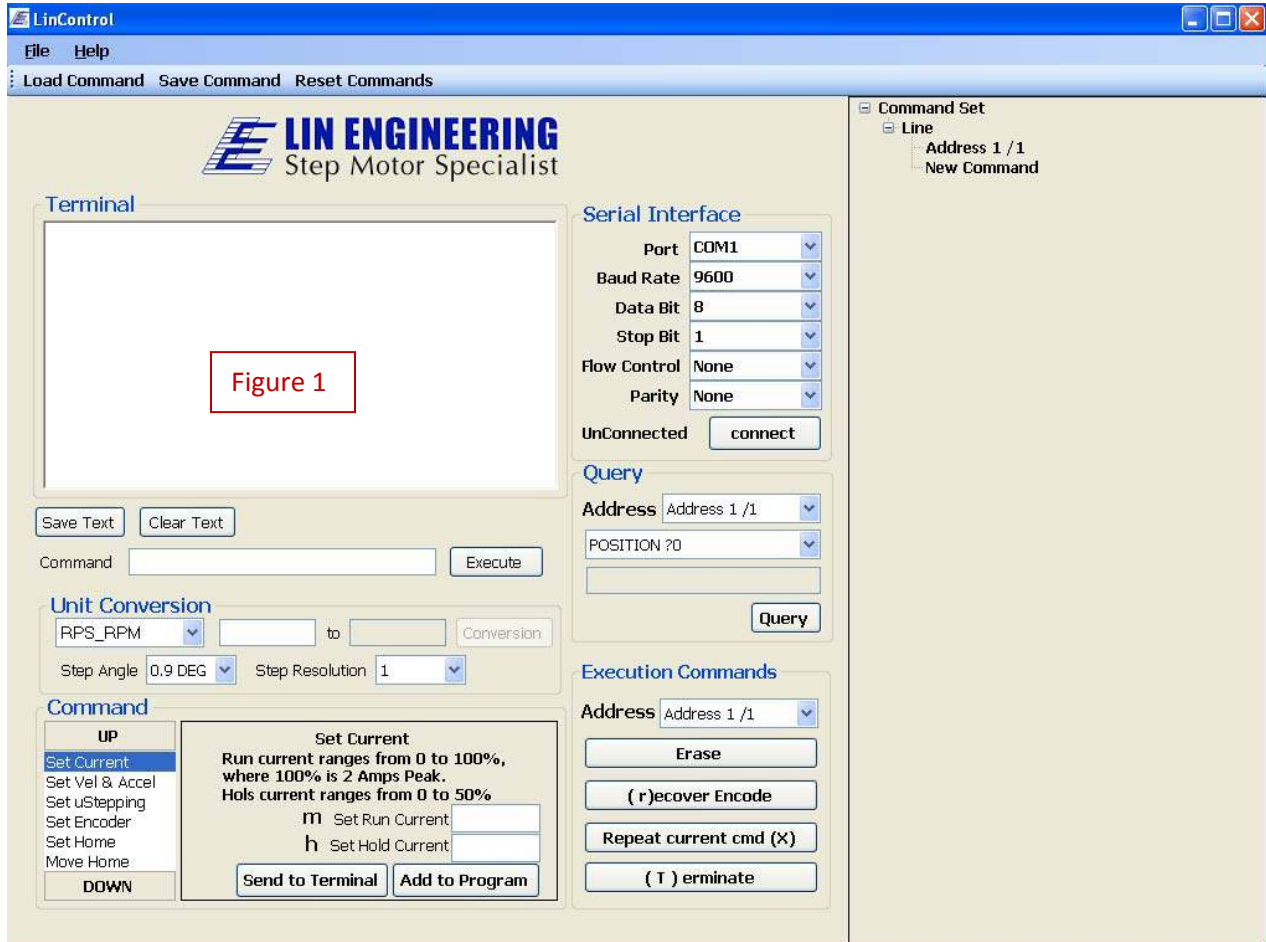 LinControl
File Help
Load Command Save Command Reset Commands
LIN ENGINEERING
Step Motor Specialist
Terminal
Figure 1
Save Text Clear Text
Command Execute
Unit Conversion
RPS_RPM to Conversion
Step Angle 0.9 DEG Step Resolution 1
Command
UP
Set Current
Set Vel & Accel
Set uStepping
Set Encoder
Set Home
Move Home
DOWN
Set Current
Run current ranges from 0 to 100%,
where 100% is 2 Amps Peak.
Hols current ranges from 0 to 50%
m Set Run Current
h Set Hold Current
Send to Terminal Add to Program
Serial Interface
Port COM1
Baud Rate 9600
Data Bit 8
Stop Bit 1
Flow Control None
Parity None
UnConnected connect
Query
Address Address 1 /1
POSITION ?0
Query
Execution Commands
Address Address 1 /1
Erase
( r )ecover Encode
Repeat current cmd (X)
( T ) erminate
Command Set
Line
Address 1 /1
New Command